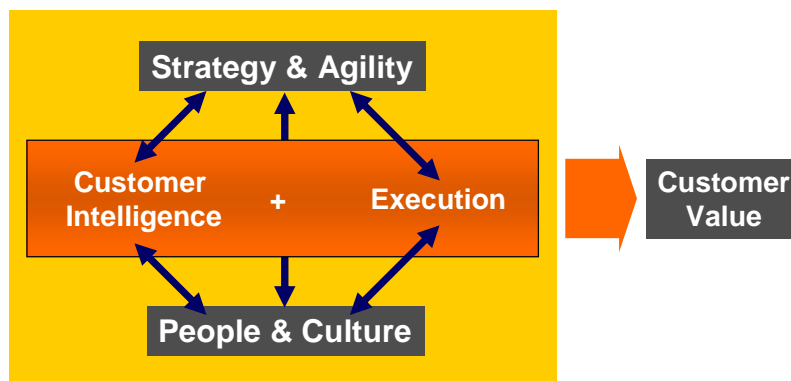 Strategy & Agility
Customer
Intelligence
+
Execution
Customer
Value
People & Culture